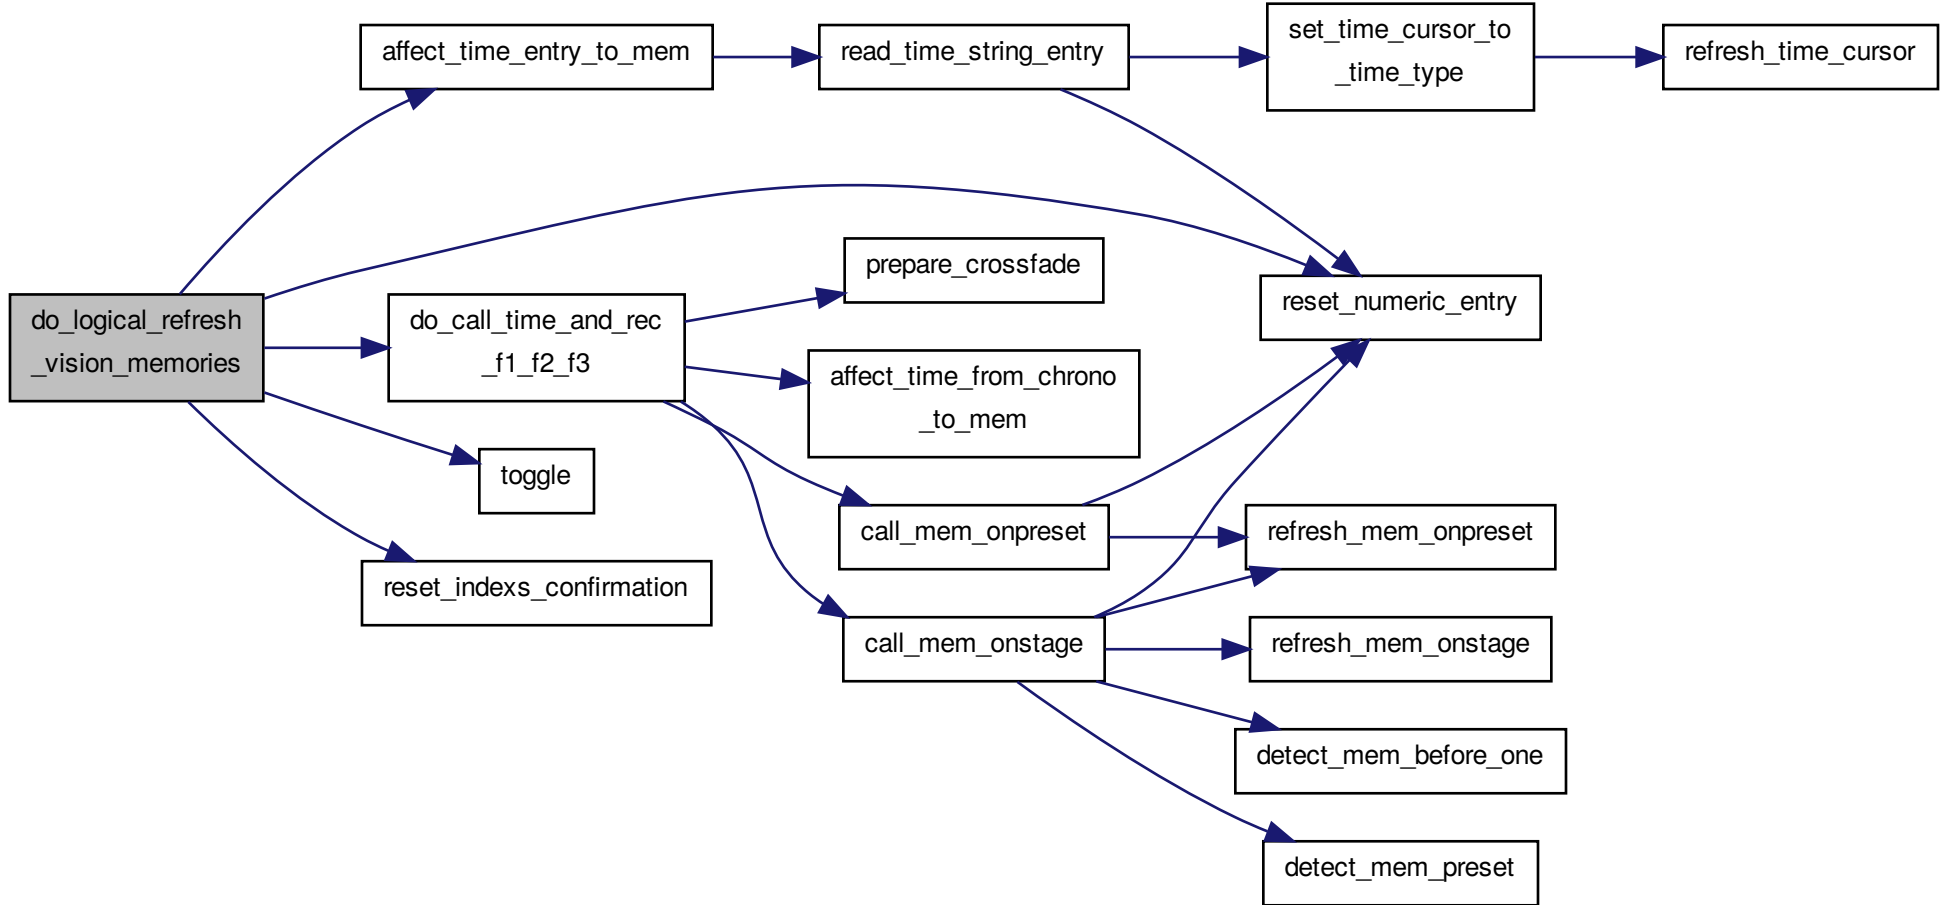 do_logical_refresh
_vision_memories
affect_time_entry_to_mem
read_time_string_entry
set_time_cursor_to
_time_type
refresh_time_cursor
do_call_time_and_rec
_f1_f2_f3
prepare_crossfade
reset_numeric_entry
affect_time_from_chrono
_to_mem
toggle
call_mem_onpreset
refresh_mem_onpreset
reset_indexs_confirmation
call_mem_onstage
refresh_mem_onstage
detect_mem_before_one
detect_mem_preset